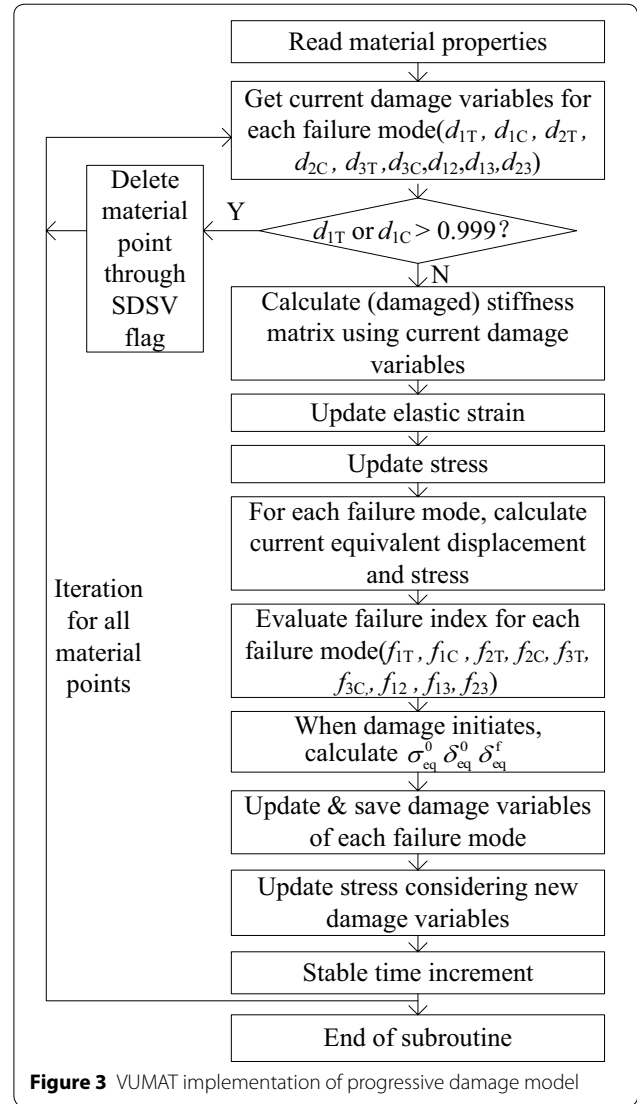 Read material properties
Get current damage variables for
each failure mode(d1T , d1C , d2T ,
d2C , d3T ,d3C,d12,d13,d23)
Delete
material
point
through
SDSV
flag
Y
d1T or d1C > 0.999?
N
Calculate (damaged) stiffness
matrix using current damage
variables
Update elastic strain
Update stress
For each failure mode, calculate
current equivalent displacement
and stress
Iteration
for all
material
points
Evaluate failure index for each
failure mode(f1T , f1C , f2T, f2C, f3T,
f3C, f12 , f13, f23)
When damage initiates,
calculate σ⁰eq δ⁰eq δᶠeq
Update & save damage variables
of each failure mode
Update stress considering new
damage variables
Stable time increment
End of subroutine
Figure 3 VUMAT implementation of progressive damage model